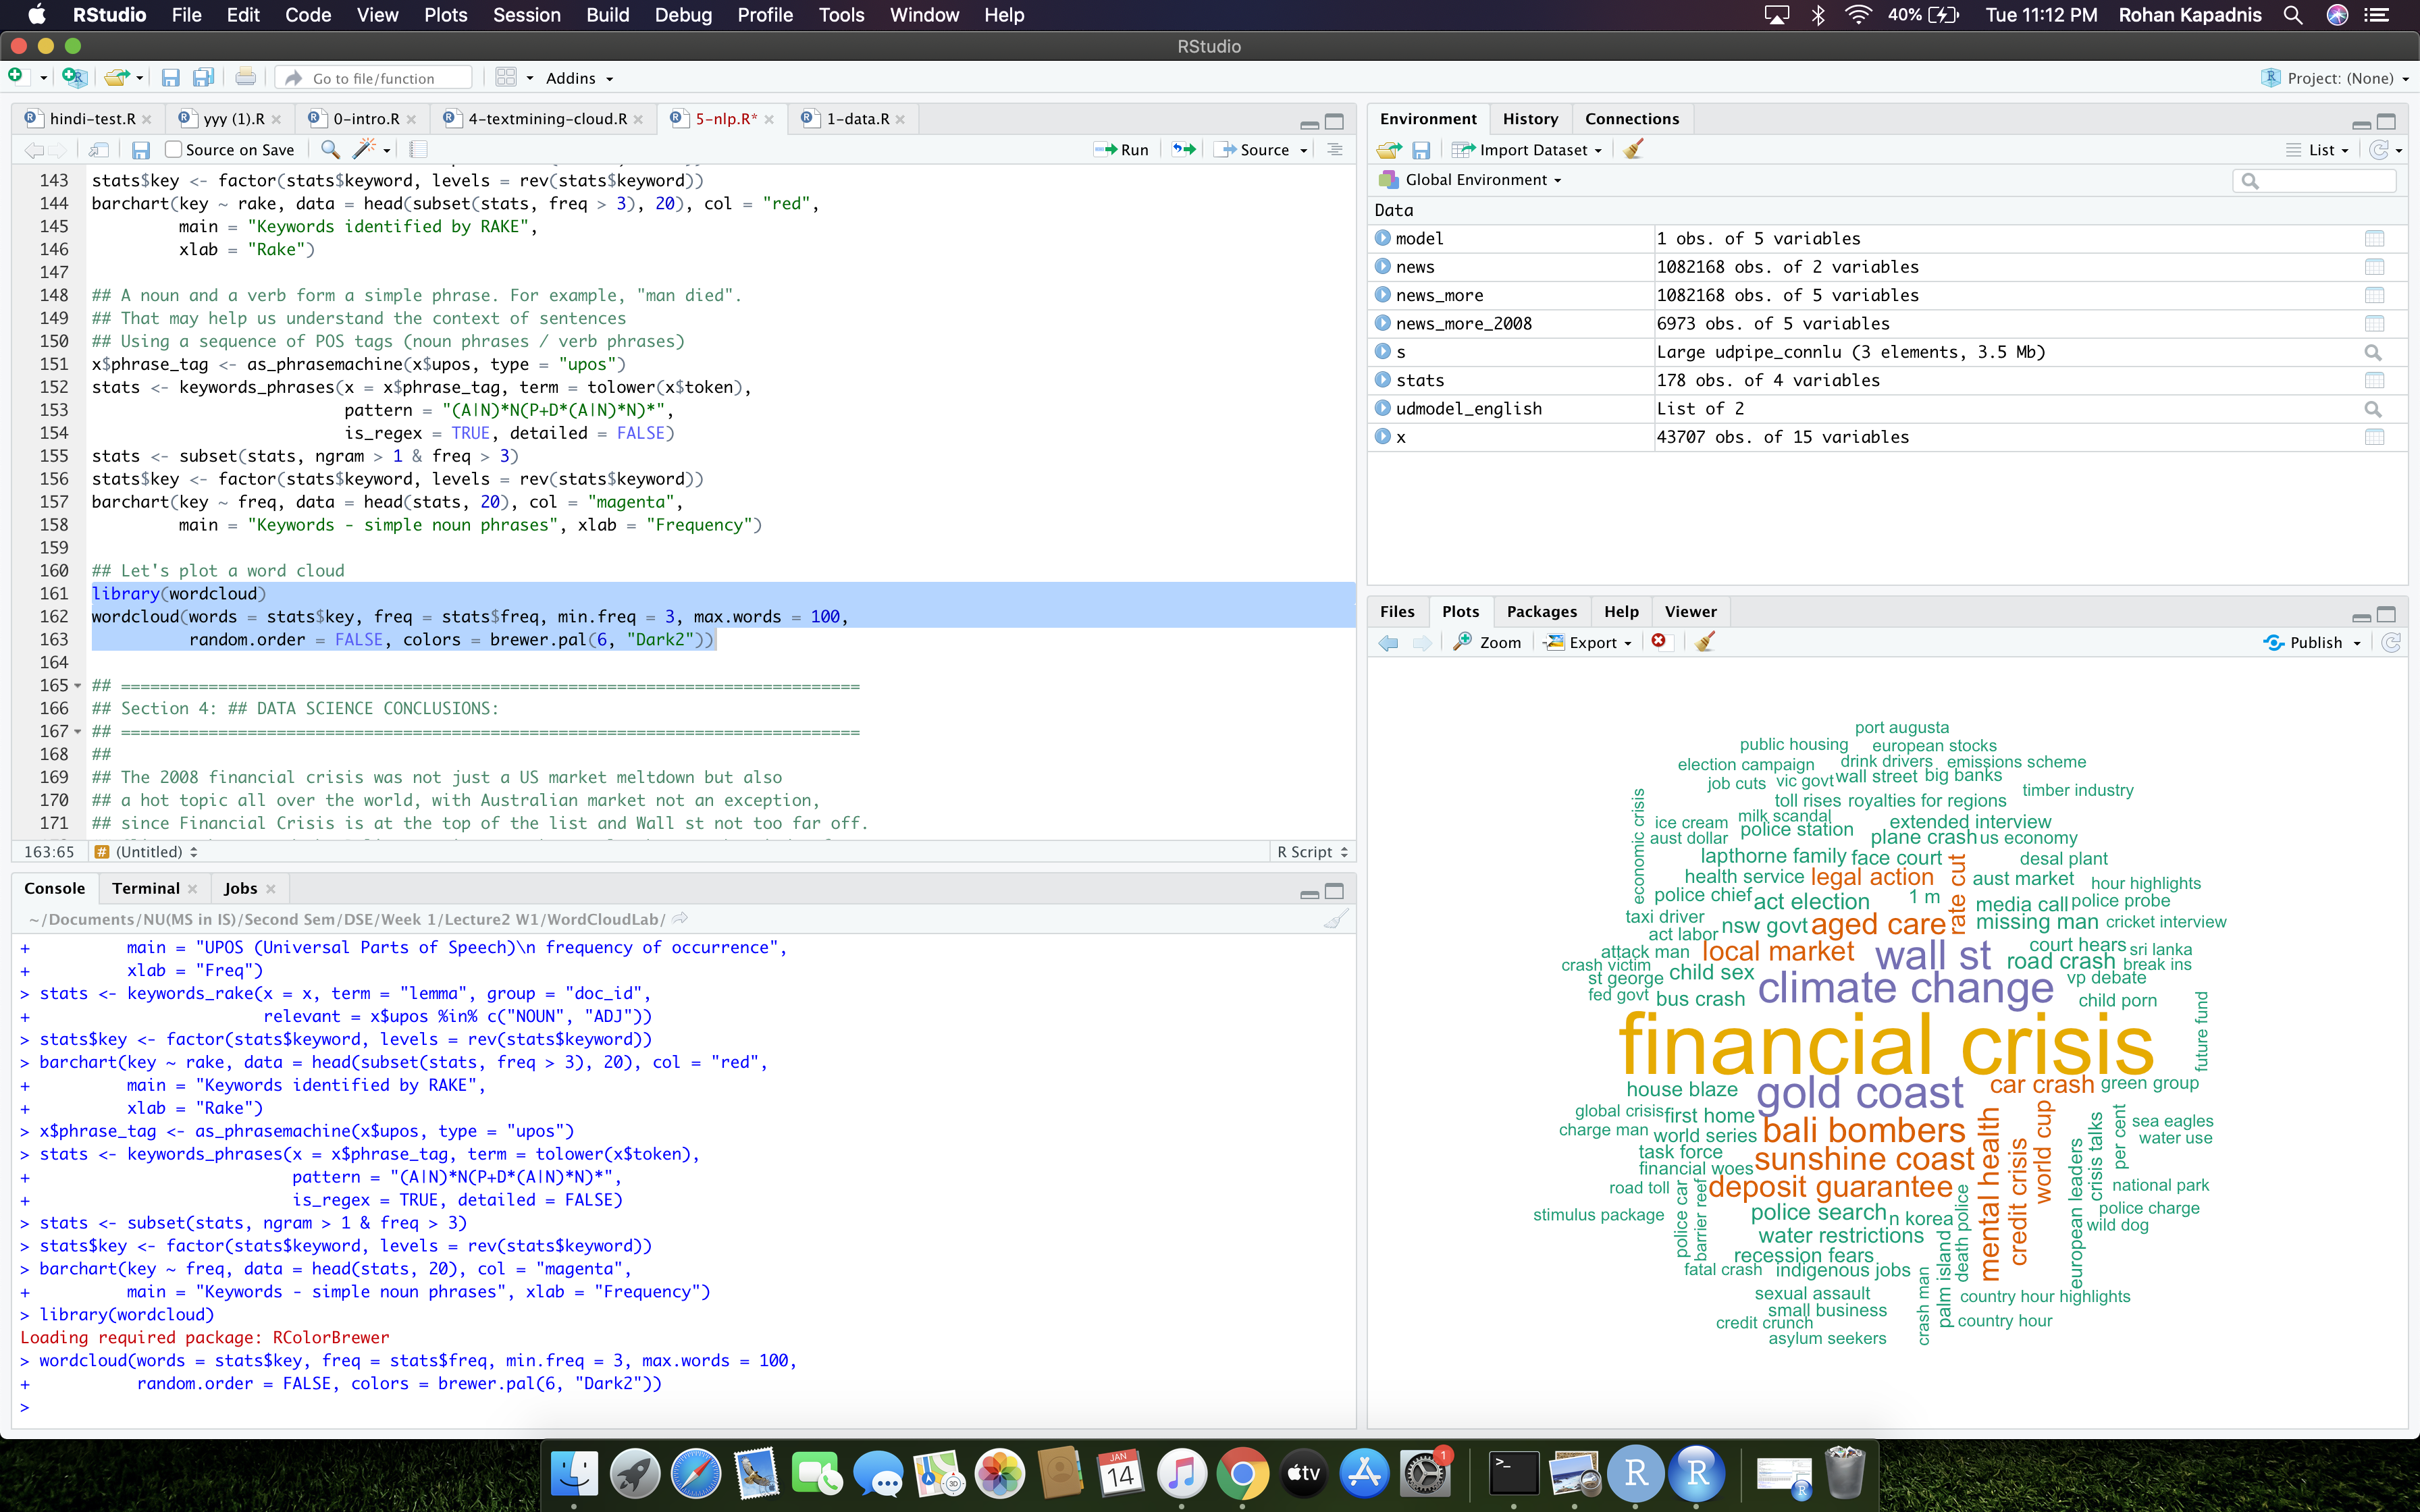 RStudio File Edit Code View Plots Session Build Debug Profile Tools Window Help 40% Tue 11:12 PM Rohan Kapadnis
RStudio
Go to file/function Addins Project: (None)
hindi-test.R yyy (1).R 0-intro.R 4-textmining-cloud.R 5-nlp.R* 1-data.R
Source on Save Run Source
143 stats$key <- factor(stats$keyword, levels = rev(stats$keyword))
144 barchart(key ~ rake, data = head(subset(stats, freq > 3), 20), col = "red",
145 main = "Keywords identified by RAKE",
146 xlab = "Rake")
147
148 ## A noun and a verb form a simple phrase. For example, "man died".
149 ## That may help us understand the context of sentences
150 ## Using a sequence of POS tags (noun phrases / verb phrases)
151 x$phrase_tag <- as_phrasemachine(x$upos, type = "upos")
152 stats <- keywords_phrases(x = x$phrase_tag, term = tolower(x$token),
153 pattern = "(A|N)*N(P+D*(A|N)*N)*",
154 is_regex = TRUE, detailed = FALSE)
155 stats <- subset(stats, ngram > 1 & freq > 3)
156 stats$key <- factor(stats$keyword, levels = rev(stats$keyword))
157 barchart(key ~ freq, data = head(stats, 20), col = "magenta",
158 main = "Keywords - simple noun phrases", xlab = "Frequency")
159
160 ## Let's plot a word cloud
161 library(wordcloud)
162 wordcloud(words = stats$key, freq = stats$freq, min.freq = 3, max.words = 100,
163 random.order = FALSE, colors = brewer.pal(6, "Dark2"))
164
165 ## ============================================================================
166 ## Section 4: ## DATA SCIENCE CONCLUSIONS:
167 ## ============================================================================
168 ##
169 ## The 2008 financial crisis was not just a US market meltdown but also
170 ## a hot topic all over the world, with Australian market not an exception,
171 ## since Financial Crisis is at the top of the list and Wall st not too far off.
163:65 # (Untitled) R Script
Console Terminal Jobs
~/Documents/NU(MS in IS)/Second Sem/DSE/Week 1/Lecture2 W1/WordCloudLab/
+ main = "UPOS (Universal Parts of Speech)\n frequency of occurrence",
+ xlab = "Freq")
> stats <- keywords_rake(x = x, term = "lemma", group = "doc_id",
+ relevant = x$upos %in% c("NOUN", "ADJ"))
> stats$key <- factor(stats$keyword, levels = rev(stats$keyword))
> barchart(key ~ rake, data = head(subset(stats, freq > 3), 20), col = "red",
+ main = "Keywords identified by RAKE",
+ xlab = "Rake")
> x$phrase_tag <- as_phrasemachine(x$upos, type = "upos")
> stats <- keywords_phrases(x = x$phrase_tag, term = tolower(x$token),
+ pattern = "(A|N)*N(P+D*(A|N)*N)*",
+ is_regex = TRUE, detailed = FALSE)
> stats <- subset(stats, ngram > 1 & freq > 3)
> stats$key <- factor(stats$keyword, levels = rev(stats$keyword))
> barchart(key ~ freq, data = head(stats, 20), col = "magenta",
+ main = "Keywords - simple noun phrases", xlab = "Frequency")
> library(wordcloud)
Loading required package: RColorBrewer
> wordcloud(words = stats$key, freq = stats$freq, min.freq = 3, max.words = 100,
+ random.order = FALSE, colors = brewer.pal(6, "Dark2"))
>
Environment History Connections
Import Dataset List
Global Environment
Data
model 1 obs. of 5 variables
news 1082168 obs. of 2 variables
news_more 1082168 obs. of 5 variables
news_more_2008 6973 obs. of 5 variables
s Large udpipe_connlu (3 elements, 3.5 Mb)
stats 178 obs. of 4 variables
udmodel_english List of 2
x 43707 obs. of 15 variables
Files Plots Packages Help Viewer
Zoom Export Publish
port augusta
public housing european stocks
election campaign drink drivers emissions scheme
job cuts vic govt wall street big banks
timber industry
toll rises royalties for regions
economic crisis
ice cream milk scandal extended interview
aust dollar police station plane crash us economy
lapthorne family face court rate cut desal plant
health service legal action aust market hour highlights
police chief act election 1 m media call police probe
taxi driver nsw govt aged care missing man cricket interview
act labor
attack man local market wall st court hears sri lanka
crash victim child sex road crash break ins
st george climate change vp debate
fed govt bus crash child porn
financial crisis future fund
house blaze gold coast car crash green group
global crisis first home
charge man world series bali bombers sea eagles
task force mental health world cup crisis talks per cent water use
financial woes sunshine coast credit crisis
road toll deposit guarantee european leaders national park
stimulus package police car barrier reef police search n korea death police police charge
water restrictions wild dog
recession fears palm island
fatal crash indigenous jobs
sexual assault crash man country hour highlights
small business
credit crunch country hour
asylum seekers
JAN
14
tv
1
>_
R
R
R